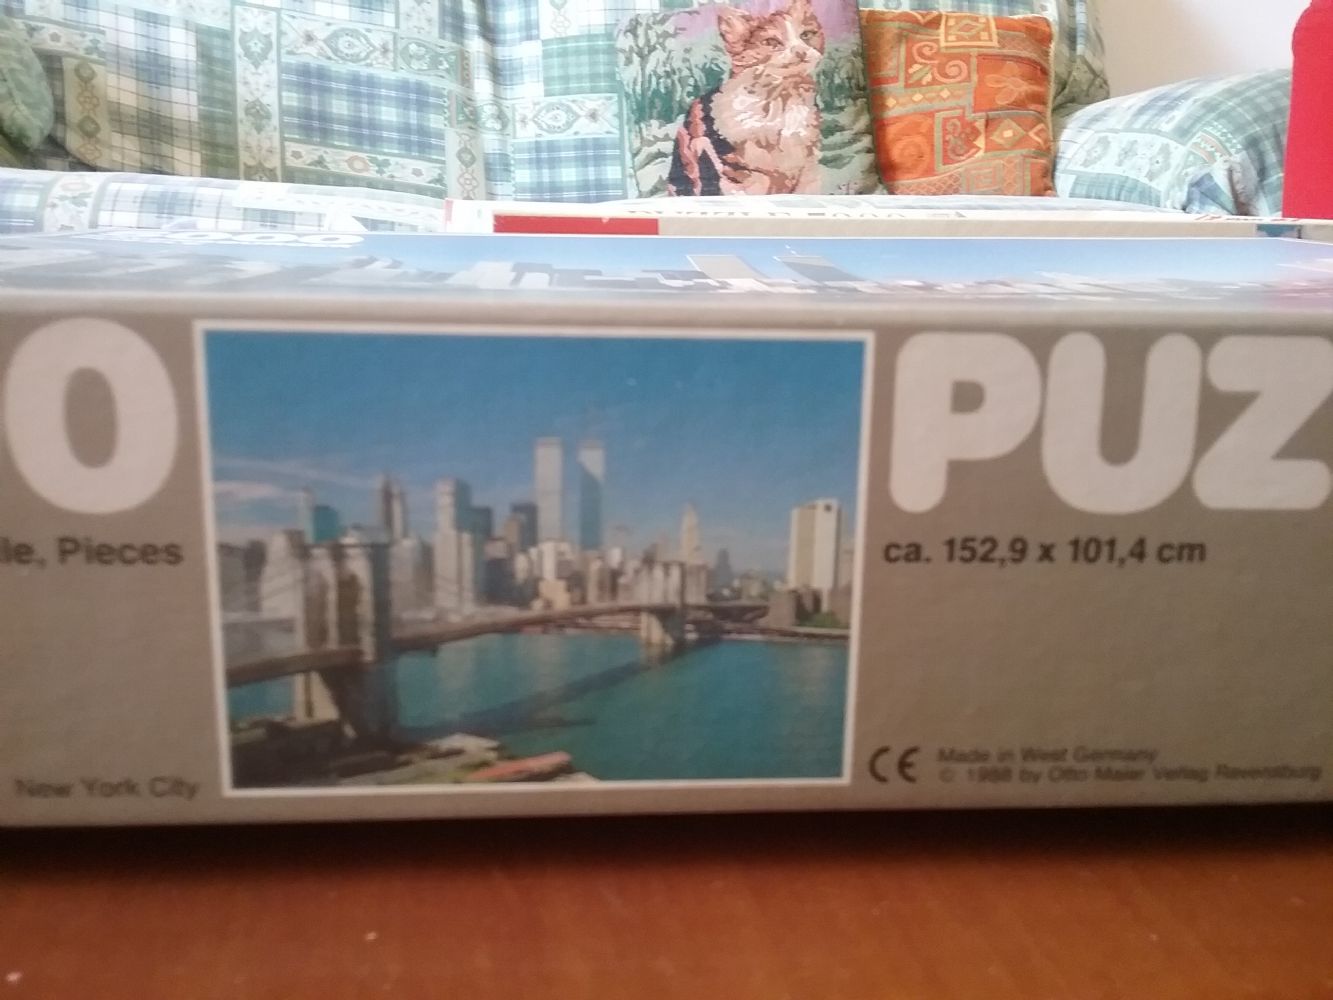 000
O PUZ
le, Pieces
ca. 152,9 x 101,4 cm
New York City
CE Made in West Germany
© 1988 by Otto Maier Verlag Ravensburg